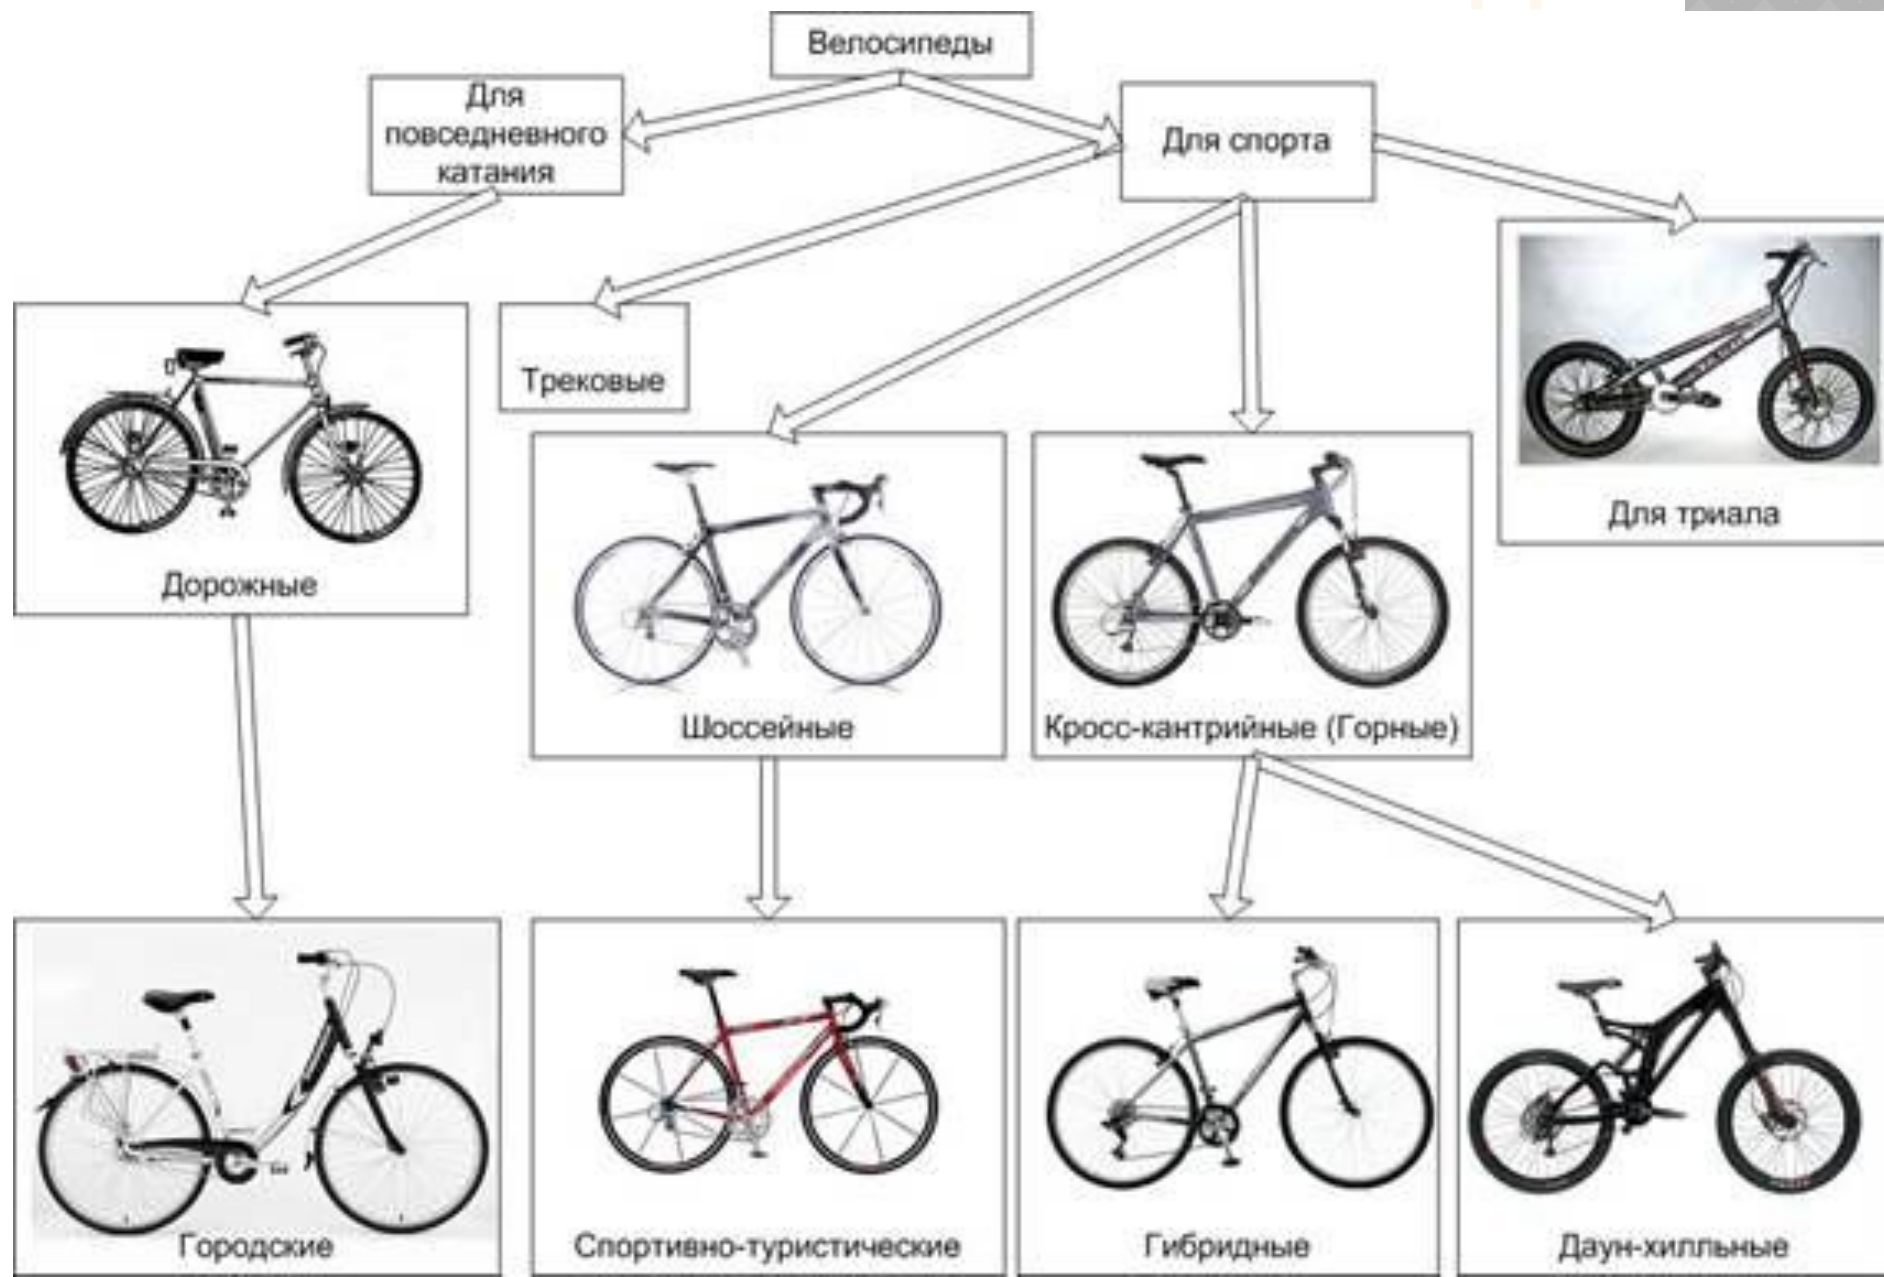 Велосипеды
Для
повседневного
катания
Для спорта
Трековые
Для триала
Дорожные
Шоссейные
Кросс-кантрийные (Горные)
Городские
Спортивно-туристические
Гибридные
Даун-хилльные